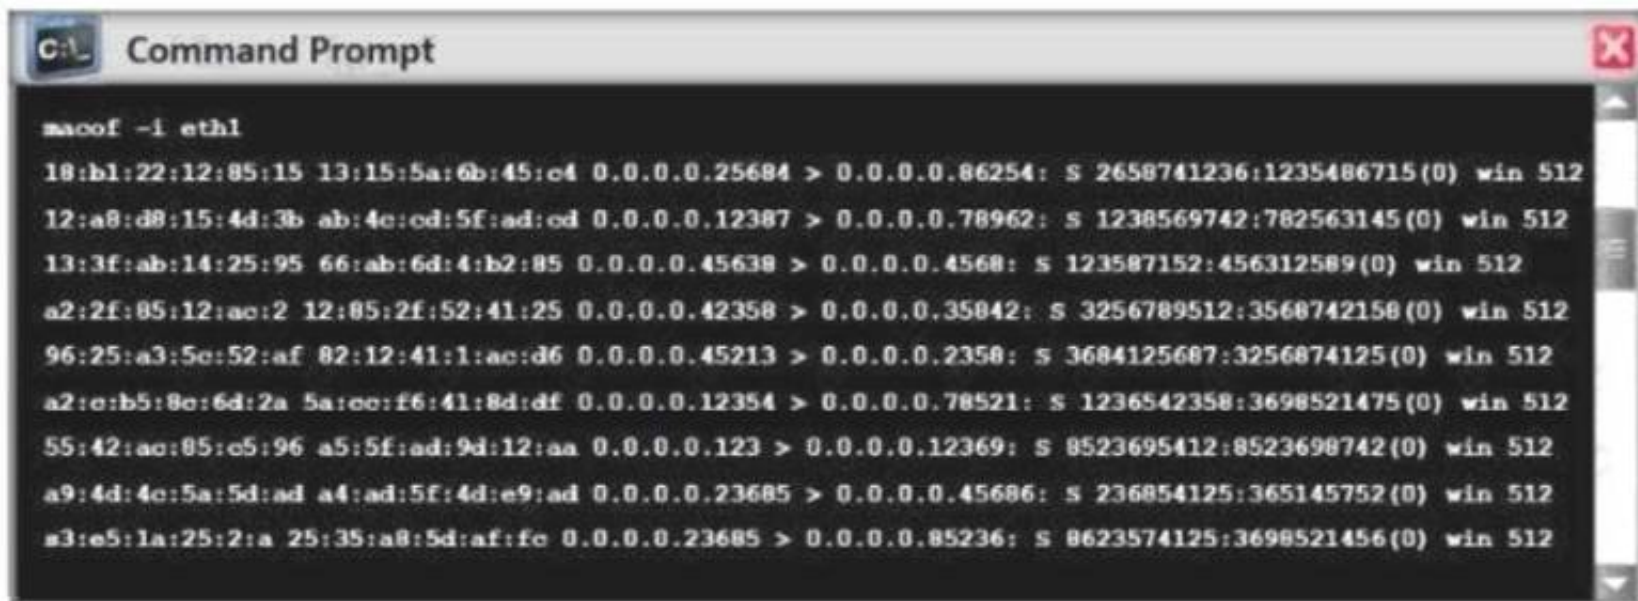 C:\_ Command Prompt
macof -i eth1
18:b1:22:12:85:15 13:15:5a:6b:45:c4 0.0.0.0.25684 > 0.0.0.0.86254: S 2658741236:1235486715(0) win 512
12:a8:d8:15:4d:3b ab:4c:cd:5f:ad:cd 0.0.0.0.12387 > 0.0.0.0.78962: S 1238569742:782563145(0) win 512
13:3f:ab:14:25:95 66:ab:6d:4:b2:85 0.0.0.0.45638 > 0.0.0.0.4568: S 123587152:456312589(0) win 512
a2:2f:85:12:ac:2 12:85:2f:52:41:25 0.0.0.0.42358 > 0.0.0.0.35842: S 3256789512:3568742158(0) win 512
96:25:a3:5c:52:af 82:12:41:1:ac:d6 0.0.0.0.45213 > 0.0.0.0.2358: S 3684125687:3256874125(0) win 512
a2:c:b5:8c:6d:2a 5a:cc:f6:41:8d:df 0.0.0.0.12354 > 0.0.0.0.78521: S 1236542358:3698521475(0) win 512
55:42:ac:85:c5:96 a5:5f:ad:9d:12:aa 0.0.0.0.123 > 0.0.0.0.12369: S 8523695412:8523698742(0) win 512
a9:4d:4c:5a:5d:ad a4:ad:5f:4d:e9:ad 0.0.0.0.23685 > 0.0.0.0.45686: S 236854125:365145752(0) win 512
s3:e5:1a:25:2:a 25:35:a8:5d:af:fc 0.0.0.0.23685 > 0.0.0.0.85236: S 8623574125:3698521456(0) win 512